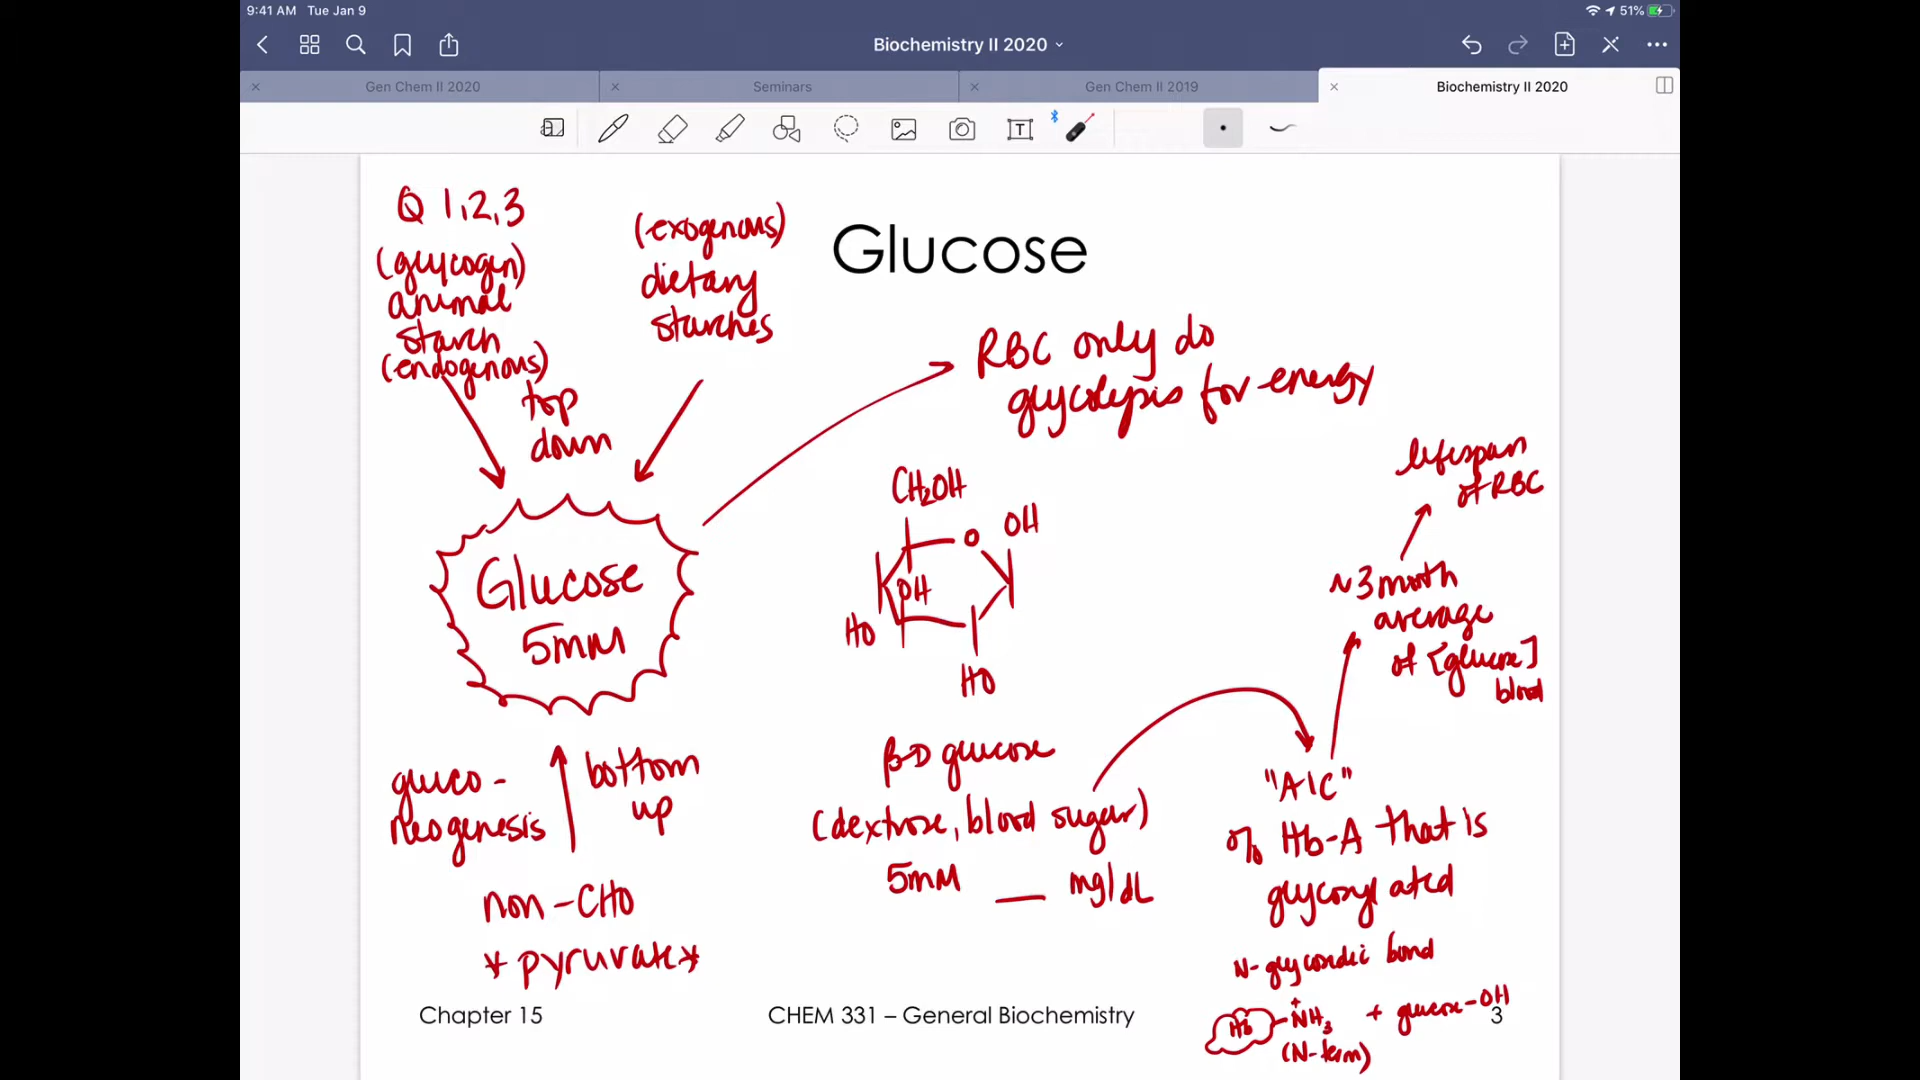 9:41 AM Tue Jan 9
51%
Biochemistry II 2020
Gen Chem II 2020
Seminars
Gen Chem II 2019
Biochemistry II 2020
T
Q 1,2,3
(glycogen)
animal
starch
(endogenous)
(exogenous)
dietary
starches
Glucose
top
down
RBC only do
glycolysis for energy
lifespan
of RBC
Glucose
5mM
CH₂OH
O
OH
OH
HO
HO
~3 month
average
of [glucose]
blood
gluco-
neogenesis
bottom
up
non-CHO
*pyruvate*
β-D glucose
(dextrose, blood sugar)
5mM __ mg/dL
"A1C"
% Hb-A that is
glycosylated
N-glycosidic bond
Hb -NH₃⁺ + glucose-OH
(N-term)
Chapter 15
CHEM 331 – General Biochemistry
3